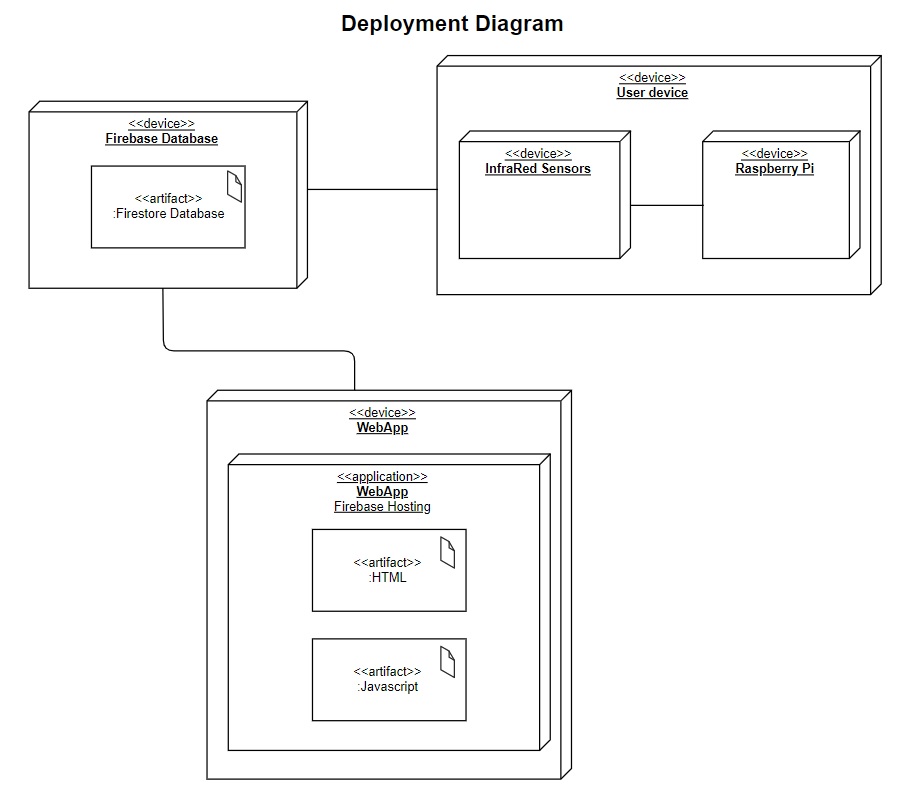 Deployment Diagram
<<device>>
Firebase Database
<<artifact>>
:Firestore Database
<<device>>
User device
<<device>>
InfraRed Sensors
<<device>>
Raspberry Pi
<<device>>
WebApp
<<application>>
WebApp
Firebase Hosting
<<artifact>>
:HTML
<<artifact>>
:Javascript